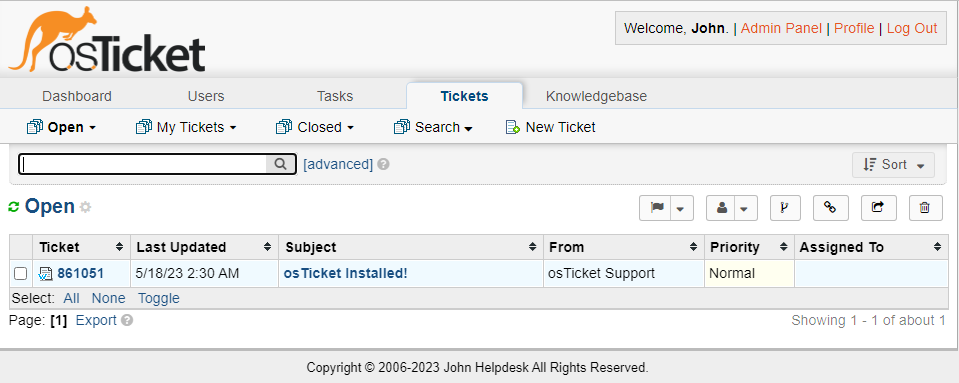 osTicket
Welcome, John. | Admin Panel | Profile | Log Out
Dashboard Users Tasks Tickets Knowledgebase
Open My Tickets Closed Search New Ticket
[advanced] ? Sort
Open
Ticket Last Updated Subject From Priority Assigned To
861051 5/18/23 2:30 AM osTicket Installed! osTicket Support Normal
Select: All None Toggle
Page: [1] Export ? Showing 1 - 1 of about 1
Copyright © 2006-2023 John Helpdesk All Rights Reserved.